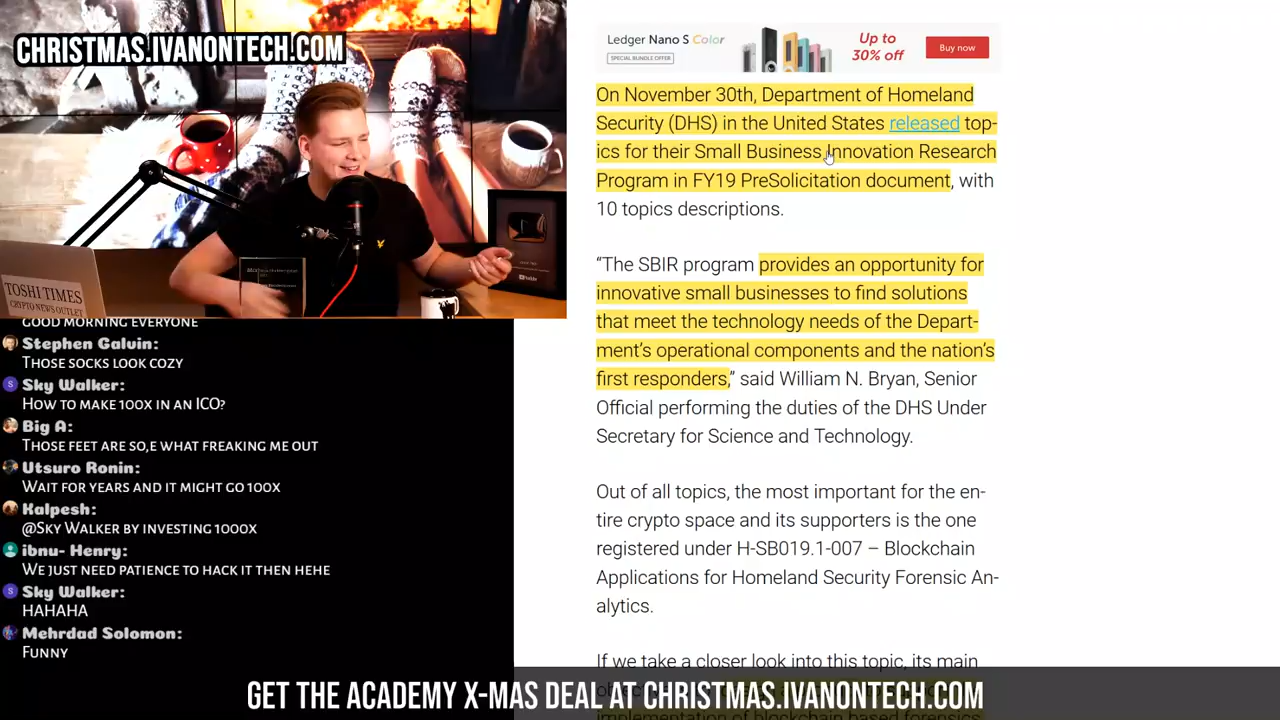 CHRISTMAS.IVANONTECH.COM
TOSHI TIMES
CRYPTO NEWS OUTLET
GOOD MORNING EVERYONE
Stephen Galvin:
THOSE SOCKS LOOK COZY
Sky Walker:
HOW TO MAKE 100X IN AN ICO?
Big A:
THOSE FEET ARE SO,E WHAT FREAKING ME OUT
Utsuro Ronin:
WAIT FOR YEARS AND IT MIGHT GO 100X
Kalpesh:
@SKY WALKER BY INVESTING 1000X
ibnu- Henry:
WE JUST NEED PATIENCE TO HACK IT THEN HEHE
Sky Walker:
HAHAHA
Mehrdad Solomon:
FUNNY
Ledger Nano S Color
SPECIAL BUNDLE OFFER
Up to
30% off
Buy now
On November 30th, Department of Homeland
Security (DHS) in the United States released top-
ics for their Small Business Innovation Research
Program in FY19 PreSolicitation document, with
10 topics descriptions.
“The SBIR program provides an opportunity for
innovative small businesses to find solutions
that meet the technology needs of the Depart-
ment’s operational components and the nation’s
first responders,” said William N. Bryan, Senior
Official performing the duties of the DHS Under
Secretary for Science and Technology.
Out of all topics, the most important for the en-
tire crypto space and its supporters is the one
registered under H-SB019.1-007 – Blockchain
Applications for Homeland Security Forensic An-
alytics.
If we take a closer look into this topic, its main
implementation of blockchain based forensics
GET THE ACADEMY X-MAS DEAL AT CHRISTMAS.IVANONTECH.COM